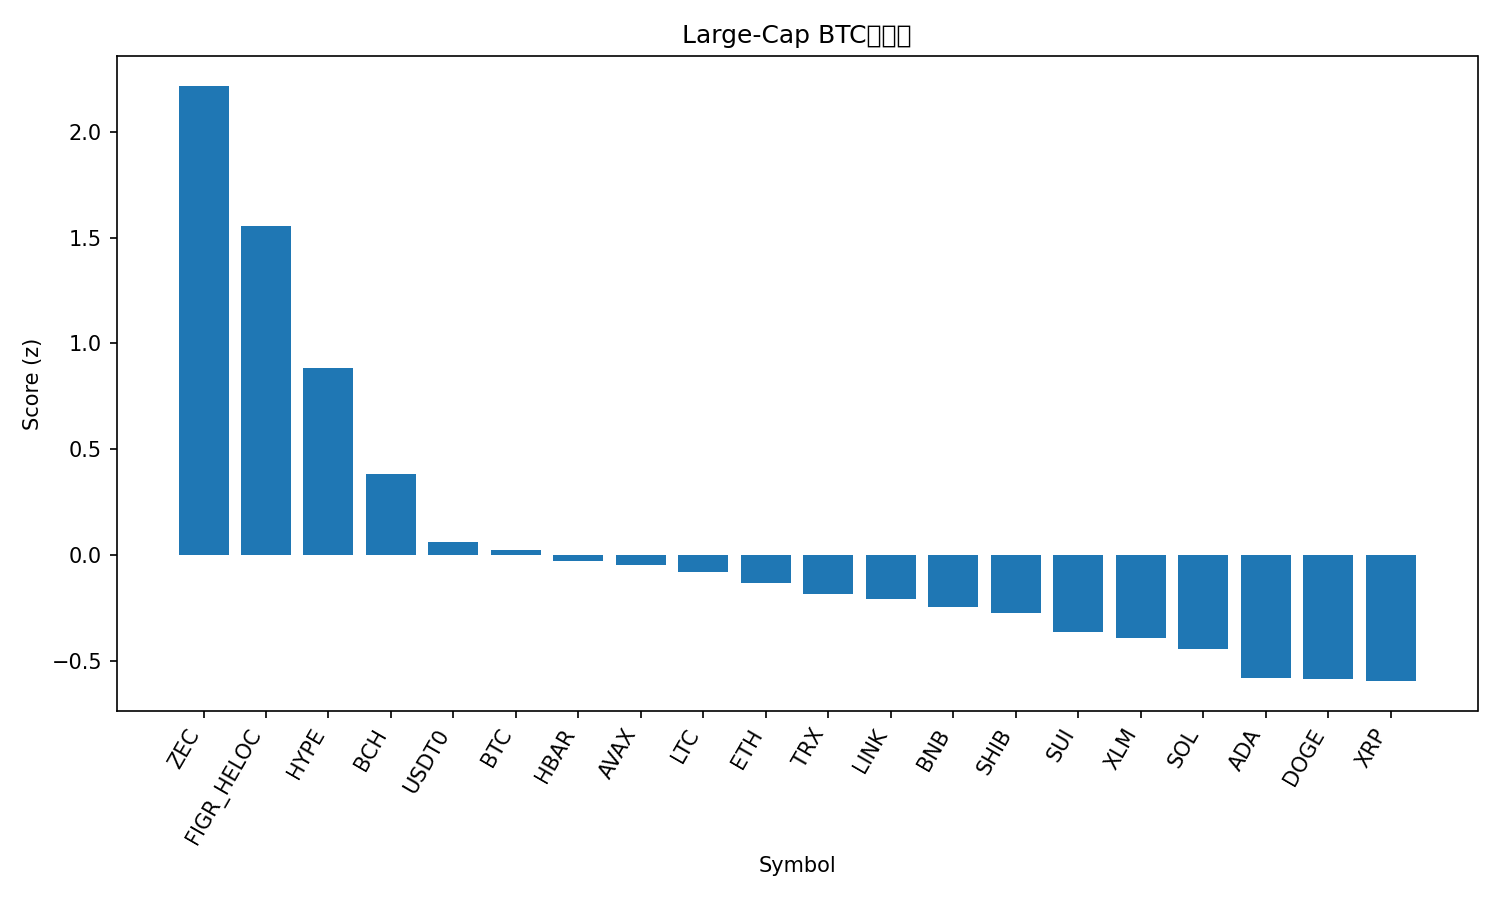 Large-Cap BTC
Score (z)
2.0
1.5
1.0
0.5
0.0
−0.5
ZEC
FIGR_HELOC
HYPE
BCH
USDT0
BTC
HBAR
AVAX
LTC
ETH
TRX
LINK
BNB
SHIB
SUI
XLM
SOL
ADA
DOGE
XRP
Symbol